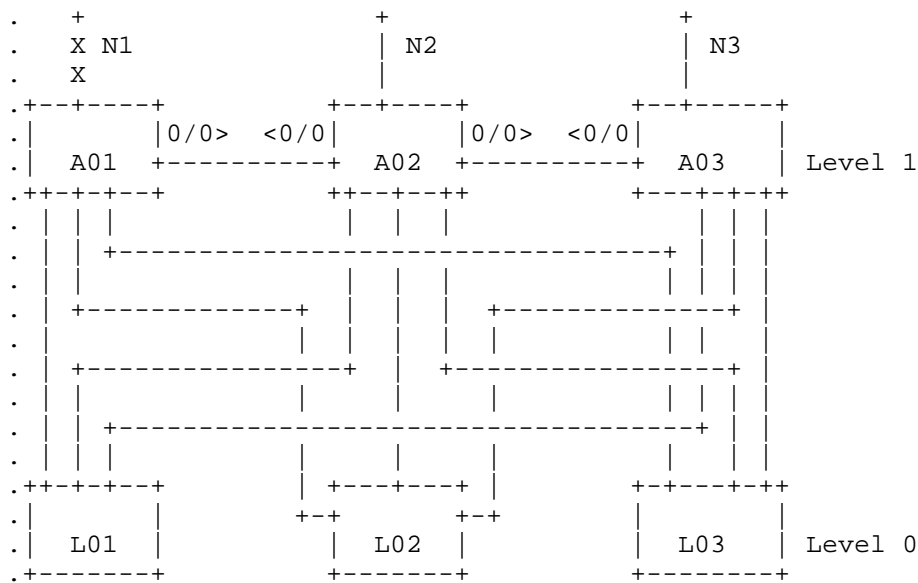 X N1 N2 N3
X
0/0> <0/0 0/0> <0/0
A01 A02 A03 Level 1
L01 L02 L03 Level 0